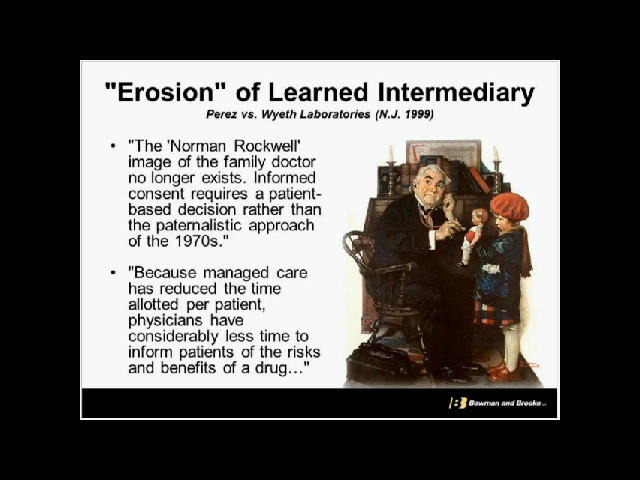 "Erosion" of Learned Intermediary
Perez vs. Wyeth Laboratories (N.J. 1999)
• "The 'Norman Rockwell'
image of the family doctor
no longer exists. Informed
consent requires a patient-
based decision rather than
the paternalistic approach
of the 1970s."
• "Because managed care
has reduced the time
allotted per patient,
physicians have
considerably less time to
inform patients of the risks
and benefits of a drug…"
Bowman and Brooke